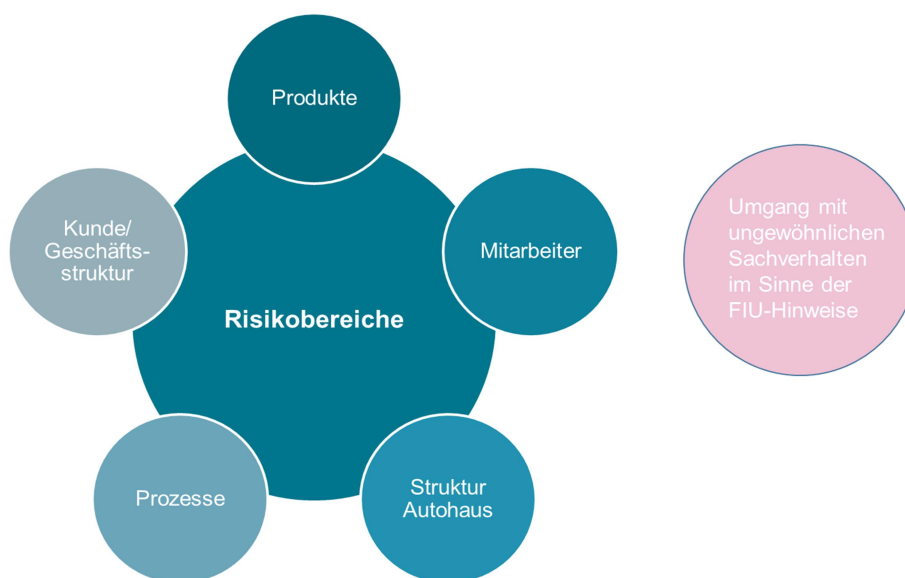 Produkte
Kunde/
Geschäfts-
struktur
Mitarbeiter
Risikobereiche
Prozesse
Struktur
Autohaus
Umgang mit
ungewöhnlichen
Sachverhalten
im Sinne der
FIU-Hinweise